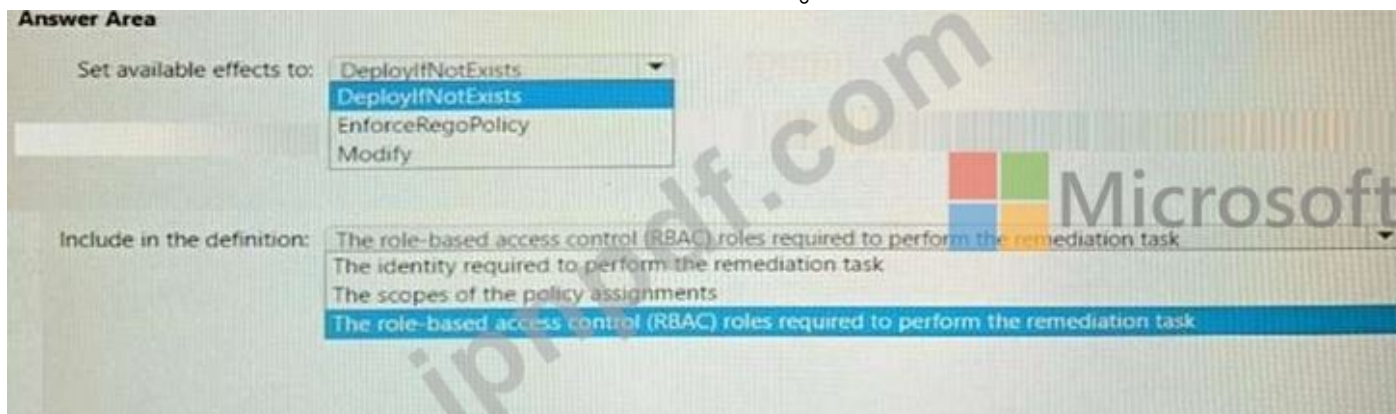 Answer Area
Set available effects to: DeployIfNotExists
DeployIfNotExists
EnforceRegoPolicy
Modify
Microsoft
Include in the definition: The role-based access control (RBAC) roles required to perform the remediation task
The identity required to perform the remediation task
The scopes of the policy assignments
The role-based access control (RBAC) roles required to perform the remediation task
ipnpdf.com